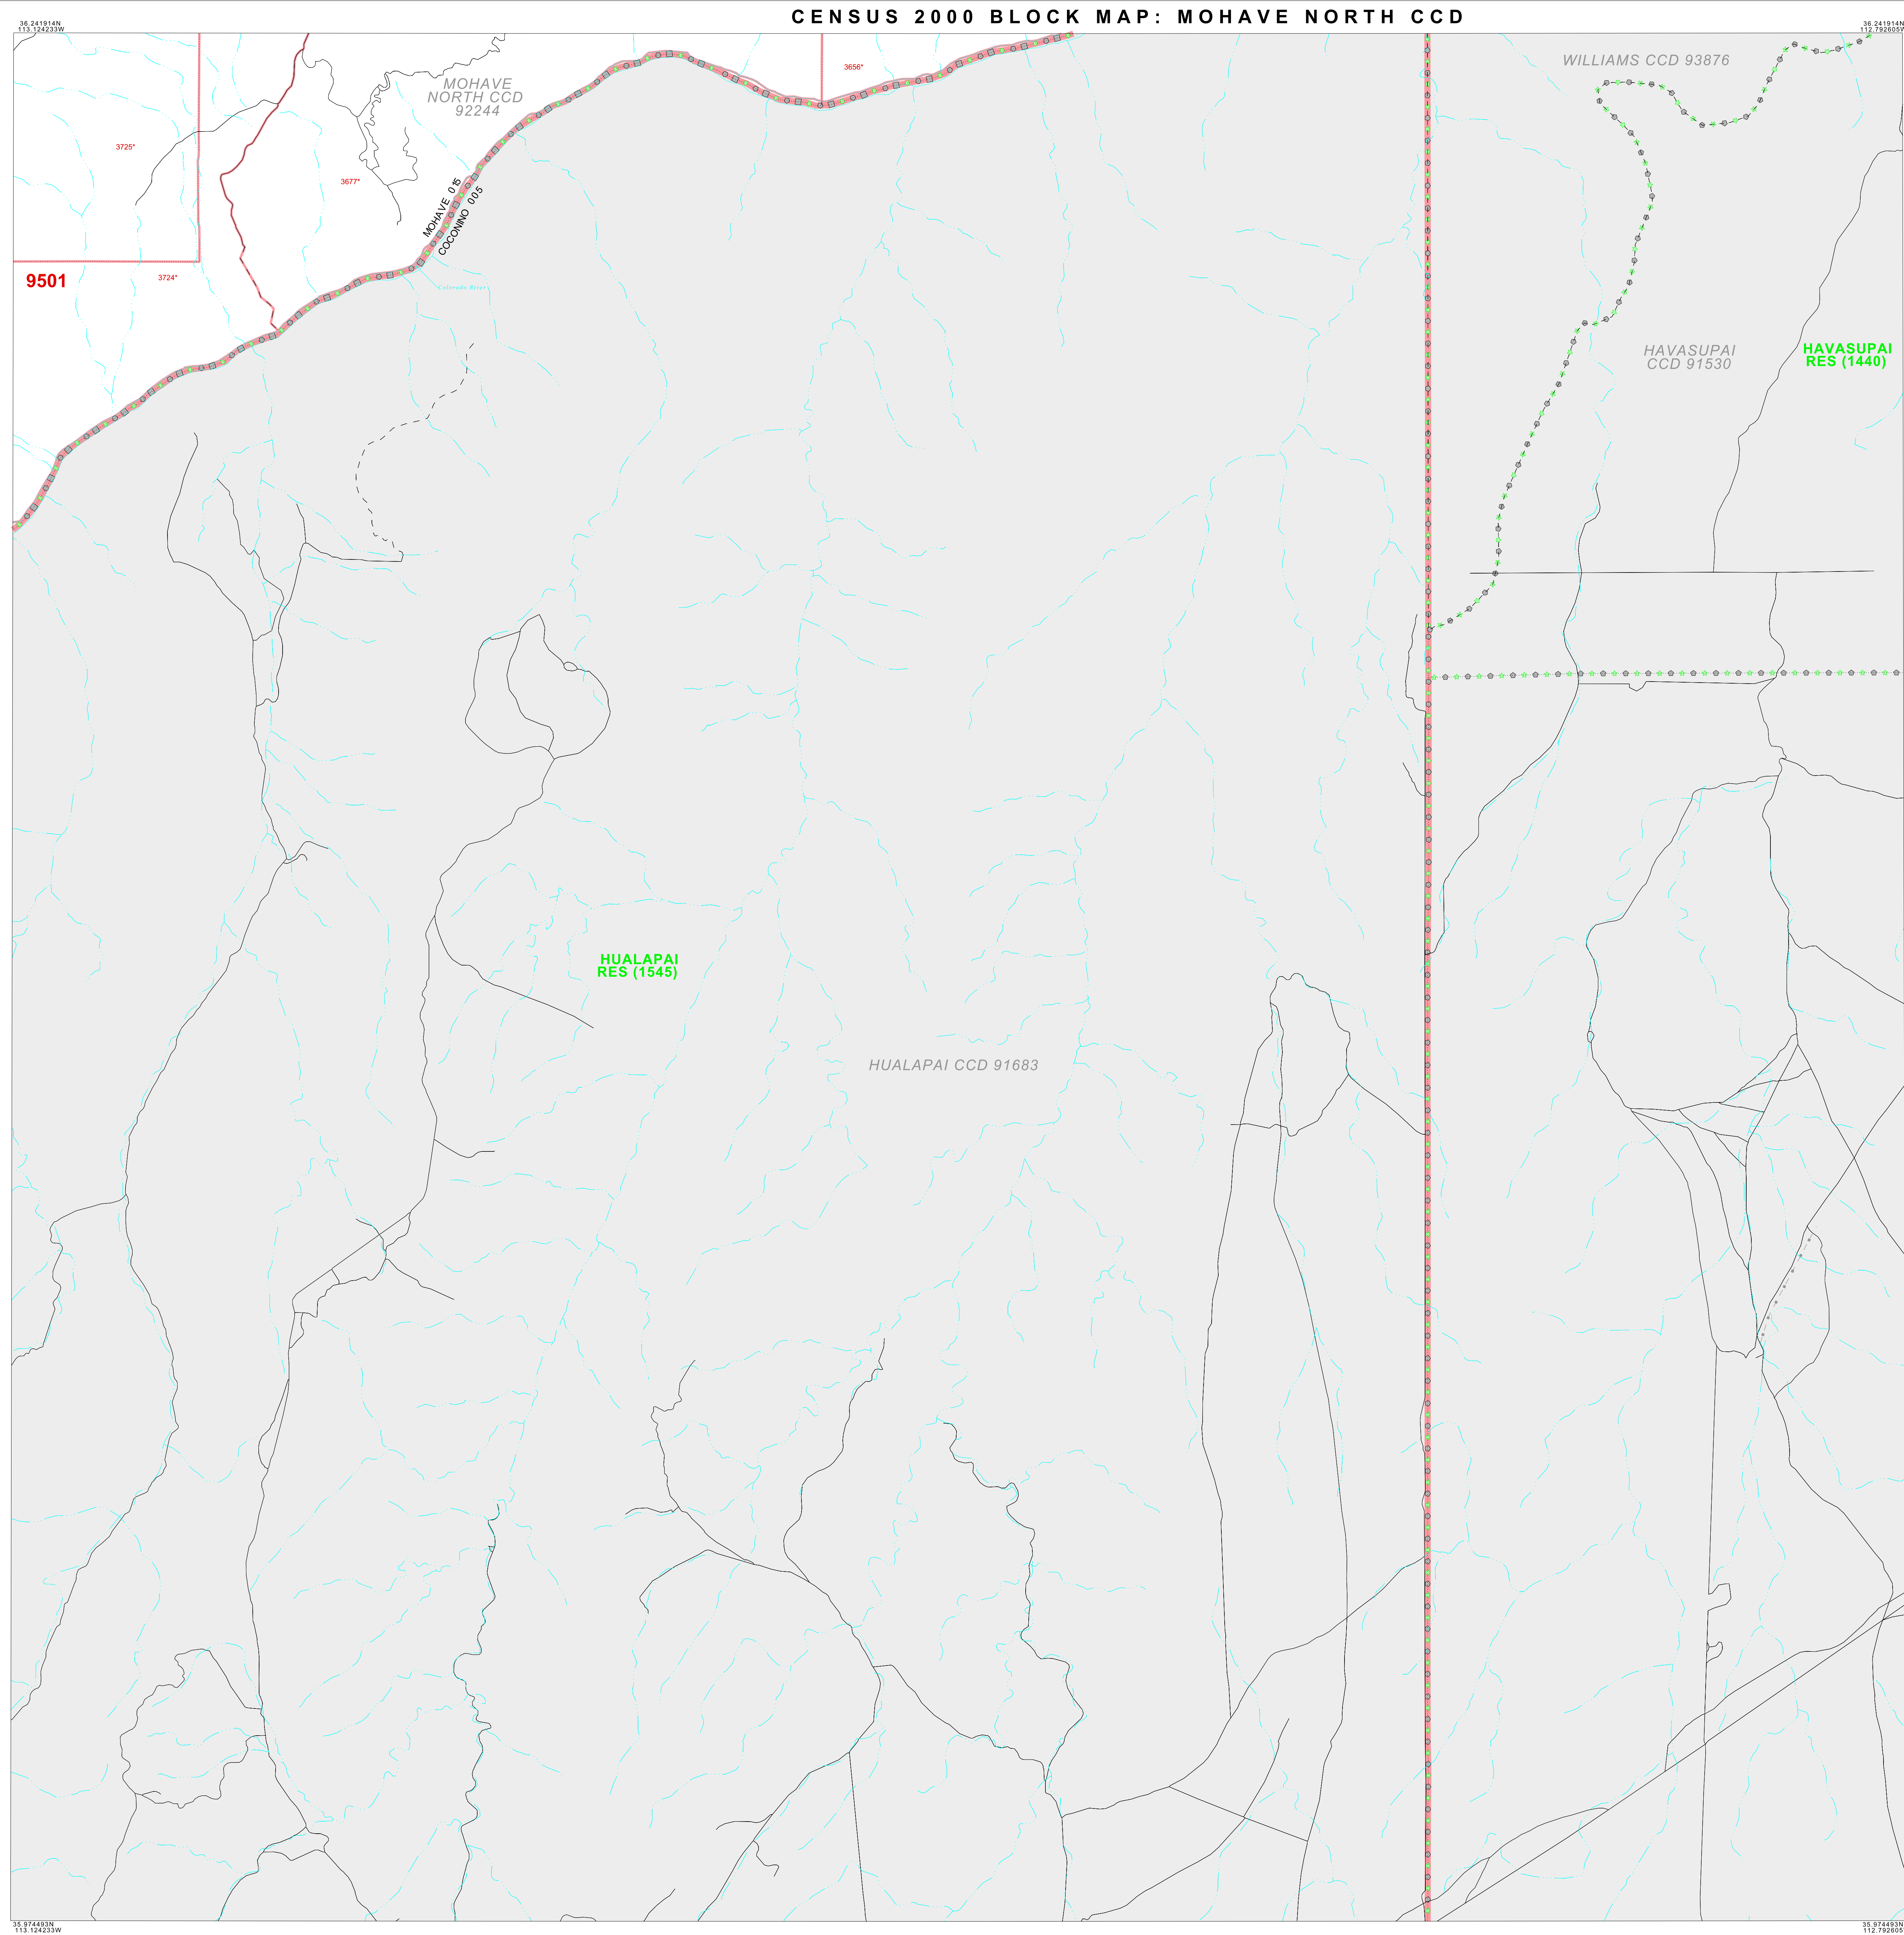 CENSUS 2000 BLOCK MAP: MOHAVE NORTH CCD
36.241914N
113.124233W
36.241914N
112.792605W
MOHAVE
NORTH CCD
92244
3656*
WILLIAMS CCD 93876
3725*
3677*
MOHAVE 015
COCONINO 005
9501
3724*
Colorado River
HAVASUPAI
CCD 91530
HAVASUPAI
RES (1440)
HUALAPAI
RES (1545)
HUALAPAI CCD 91683
35.974493N
113.124233W
35.974493N
112.792605